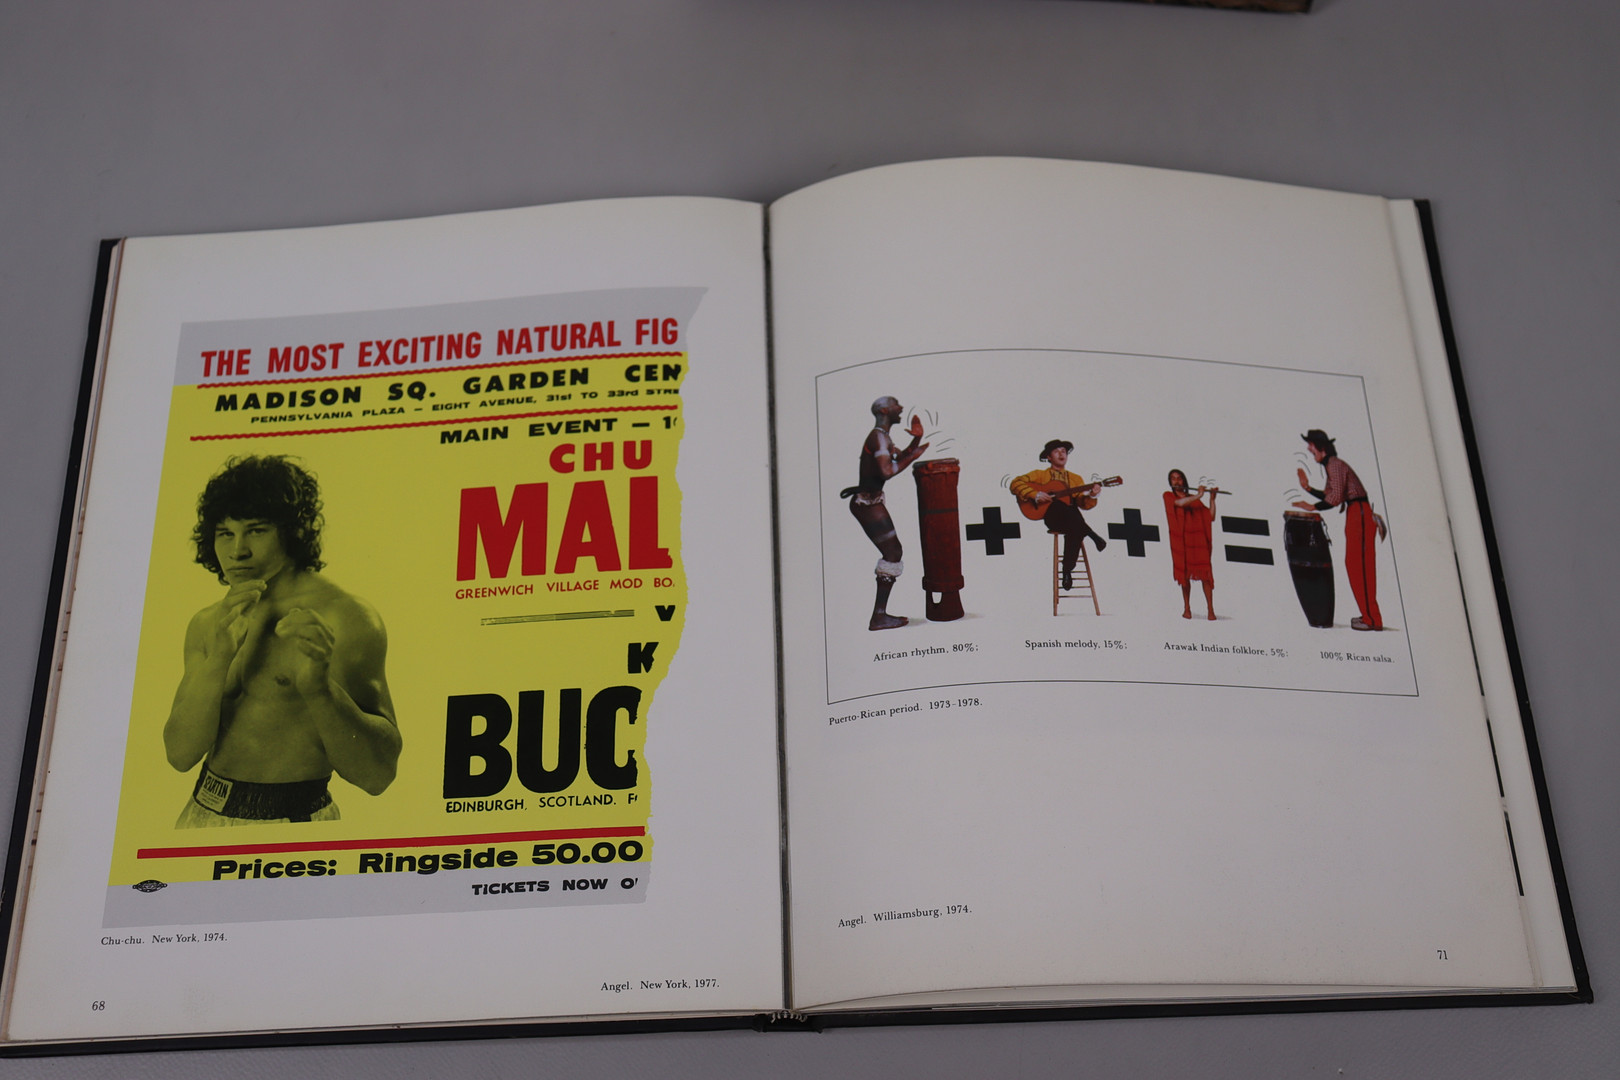 THE MOST EXCITING NATURAL FIG
MADISON SQ. GARDEN CEN
PENNSYLVANIA PLAZA — EIGHT AVENUE, 31st TO 33rd STRE
MAIN EVENT — 1
CHU
MAL
GREENWICH VILLAGE MOD BO
V
K
BUC
EDINBURGH, SCOTLAND. F
Prices: Ringside 50.00
TICKETS NOW O
Chu-chu. New York, 1974.
Angel. New York, 1977.
68
African rhythm, 80%;
Spanish melody, 15%;
Arawak Indian folklore, 5%:
100% Rican salsa.
Puerto-Rican period. 1973–1978.
Angel. Williamsburg, 1974.
71